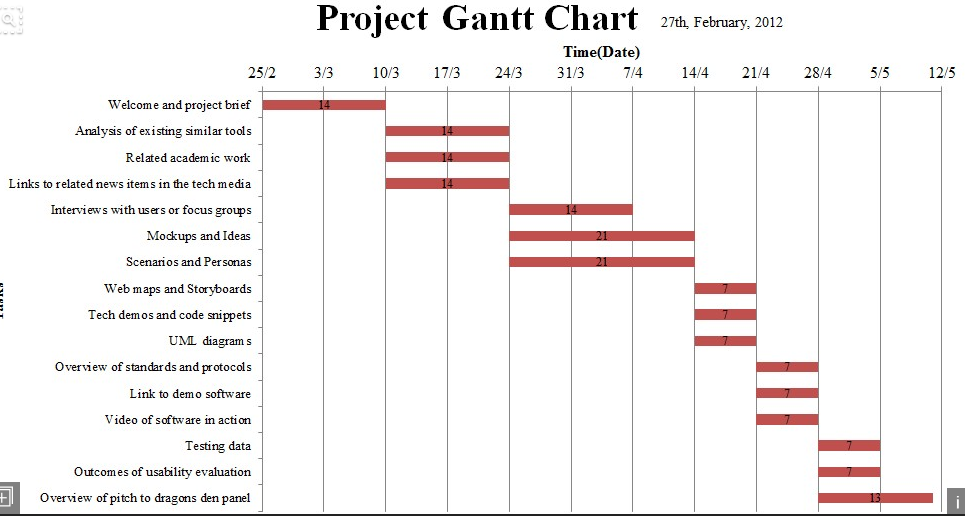 Project Gantt Chart 27th, February, 2012
Time(Date)
25/2 3/3 10/3 17/3 24/3 31/3 7/4 14/4 21/4 28/4 5/5 12/5
Welcome and project brief 14
Analysis of existing similar tools 14
Related academic work 14
Links to related news items in the tech media 14
Interviews with users or focus groups 14
Mockups and Ideas 21
Scenarios and Personas 21
Web maps and Storyboards 7
Tech demos and code snippets 7
UML diagrams 7
Overview of standards and protocols 7
Link to demo software 7
Video of software in action 7
Testing data 7
Outcomes of usability evaluation 7
Overview of pitch to dragons den panel 13
i